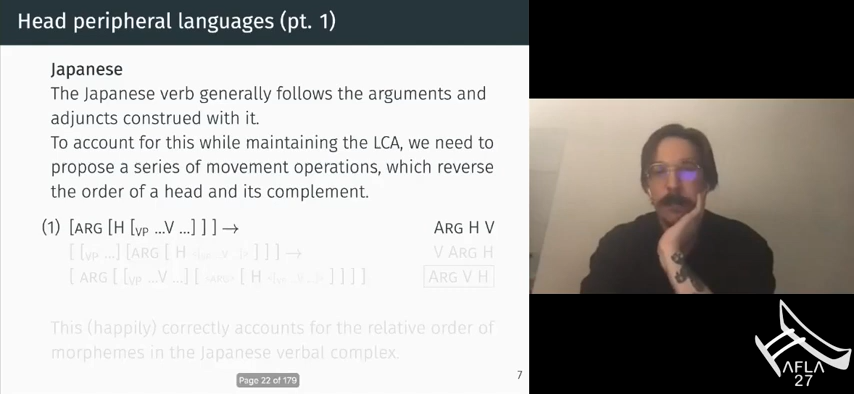 Head peripheral languages (pt. 1)
Japanese
The Japanese verb generally follows the arguments and
adjuncts construed with it.
To account for this while maintaining the LCA, we need to
propose a series of movement operations, which reverse
the order of a head and its complement.
(1) [ARG [H [VP ...V ...] ] ] → ARG H V
[ [VP ...] [ARG [ H ] ] ] → V ARG H
[ ARG [ [VP ...V ...] [ [ H ] ] ] ] ARG V H
This (happily) correctly accounts for the relative order of
morphemes in the Japanese verbal complex.
Page 22 of 179
7
AFLA
27